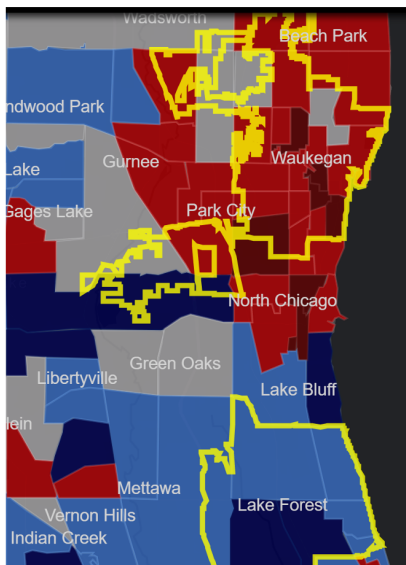 Wadsworth
Beach Park
ndwood Park
Gurnee
Waukegan
Lake
Gages Lake
Park City
North Chicago
Green Oaks
Libertyville
Lake Bluff
lein
Mettawa
Lake Forest
Vernon Hills
Indian Creek